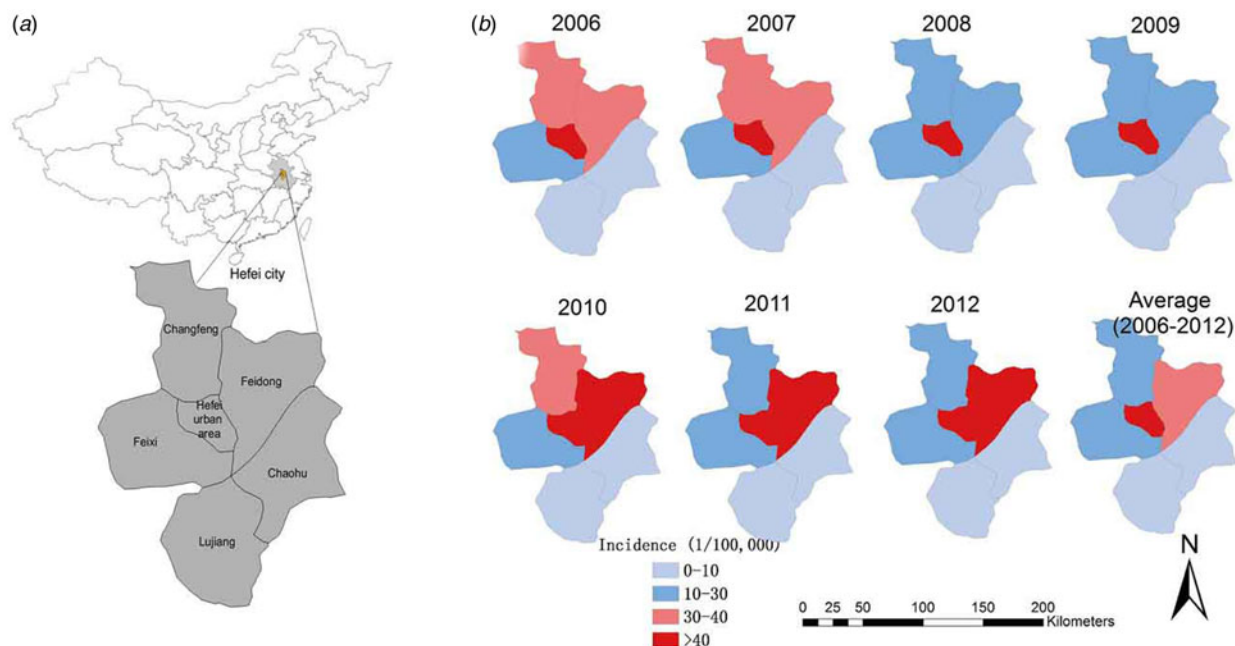 (a)
Hefei city
Changfeng
Feidong
Hefei
urban
area
Feixi
Chaohu
Lujiang
(b)
2006
2007
2008
2009
2010
2011
2012
Average
(2006-2012)
Incidence (1/100,000)
0-10
10-30
30-40
>40
0 25 50 100 150 200
Kilometers
N